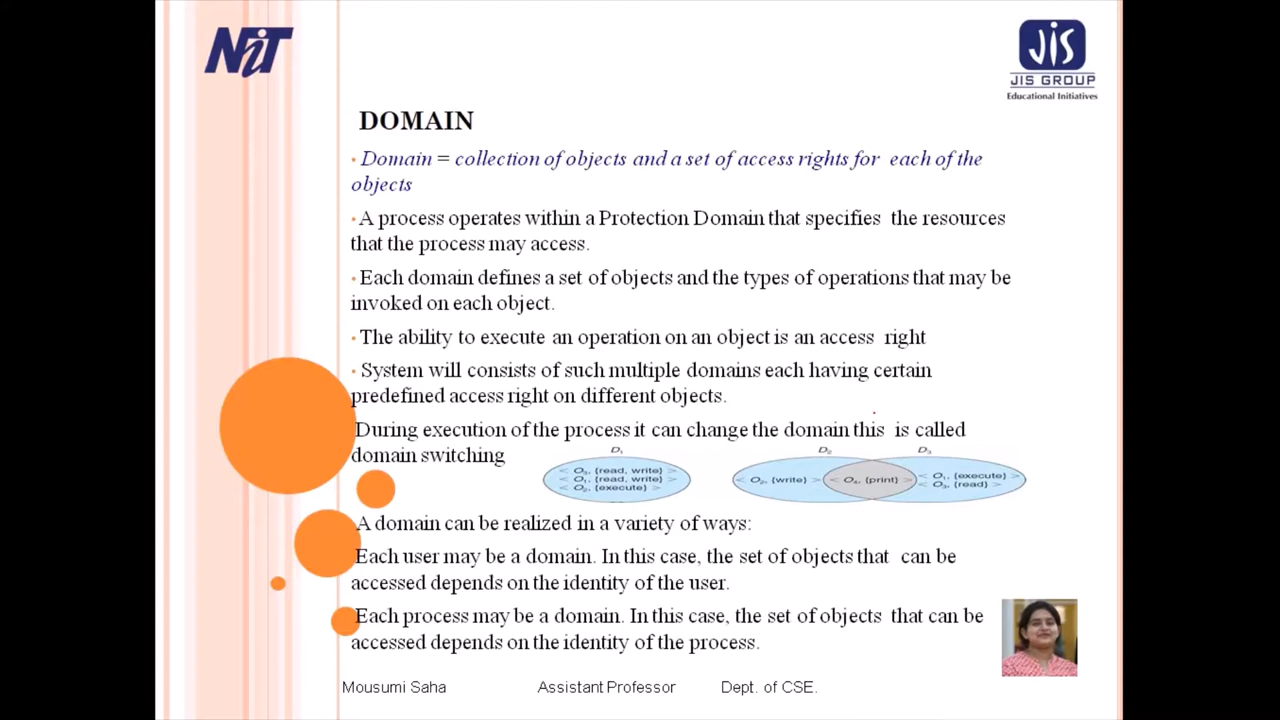 NiT
JIS
JIS GROUP
Educational Initiatives
DOMAIN
• Domain = collection of objects and a set of access rights for each of the
objects
• A process operates within a Protection Domain that specifies the resources
that the process may access.
• Each domain defines a set of objects and the types of operations that may be
invoked on each object.
• The ability to execute an operation on an object is an access right
• System will consists of such multiple domains each having certain
predefined access right on different objects.
During execution of the process it can change the domain this is called
domain switching
D₁
D₂
D₃
< O₃, {read, write} >
< O₁, {read, write} >
< O₂, {execute} >
< O₂, {write} >
< O₄, {print} >
< O₁, {execute} >
< O₃, {read} >
A domain can be realized in a variety of ways:
Each user may be a domain. In this case, the set of objects that can be
accessed depends on the identity of the user.
Each process may be a domain. In this case, the set of objects that can be
accessed depends on the identity of the process.
Mousumi Saha Assistant Professor Dept. of CSE.